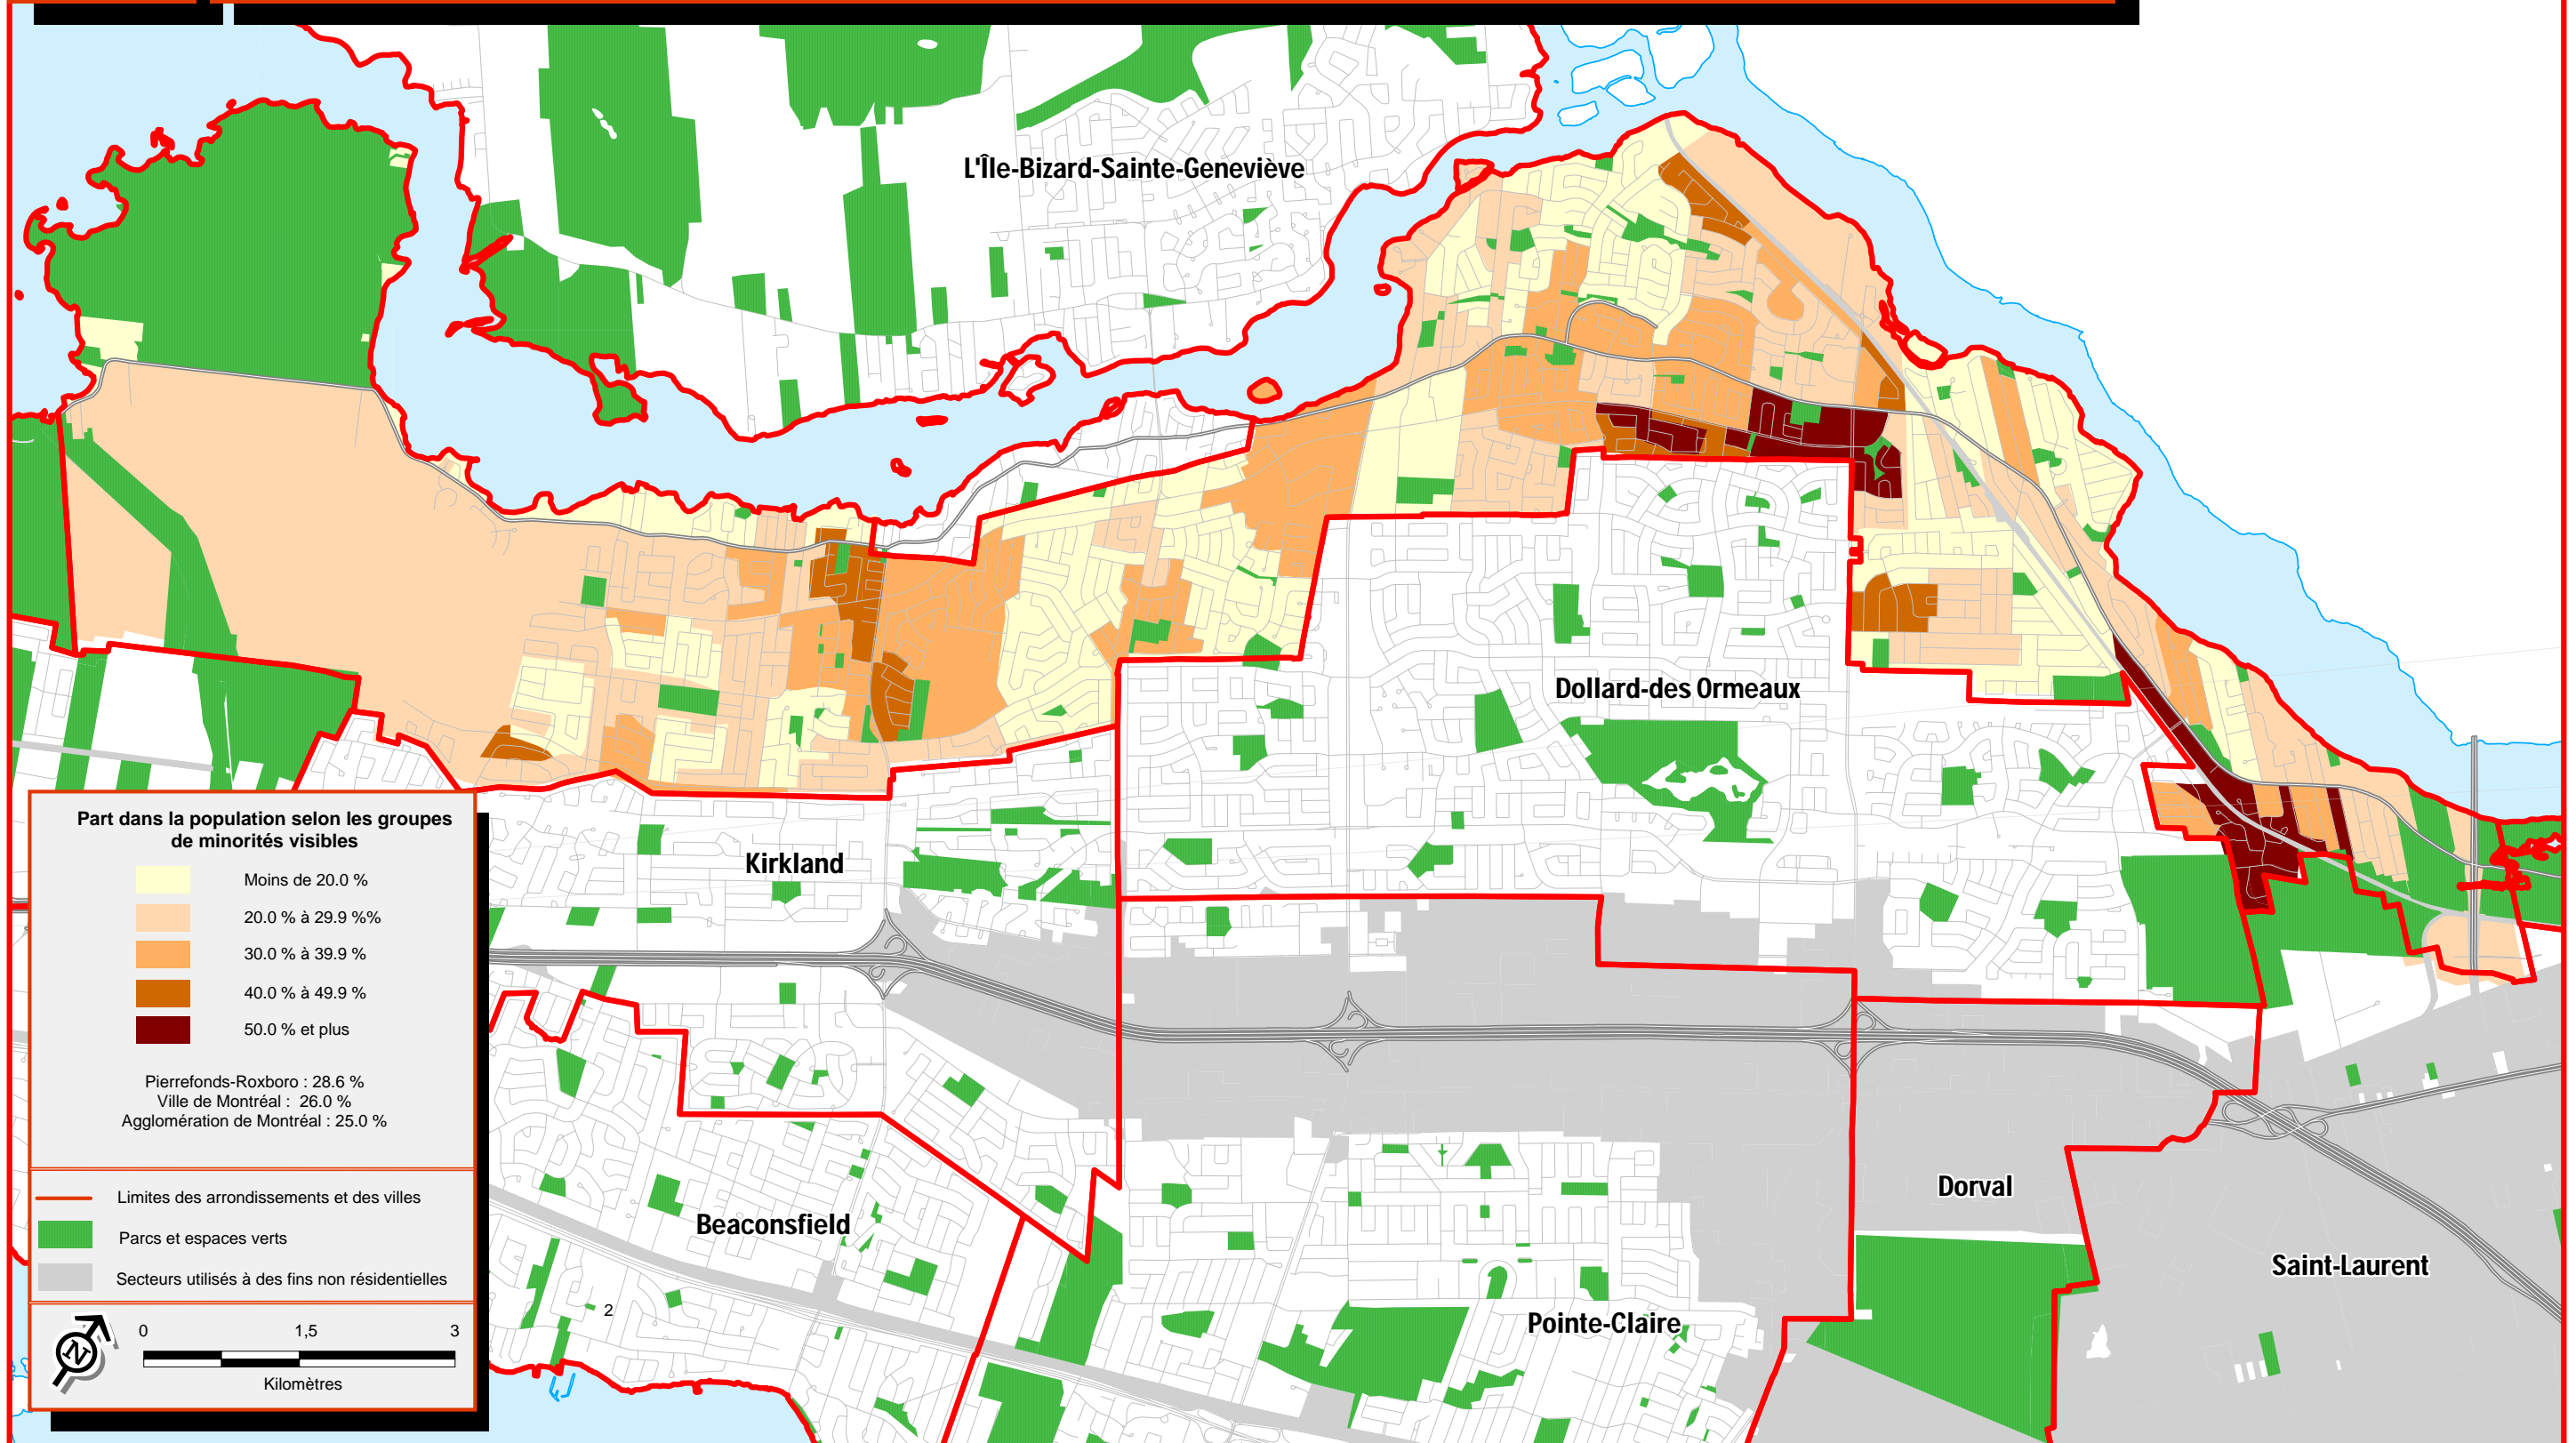 L'Île-Bizard-Sainte-Geneviève
Dollard-des Ormeaux
Kirkland
Beaconsfield
Pointe-Claire
Dorval
Saint-Laurent
Part dans la population selon les groupes
de minorités visibles
Moins de 20.0 %
20.0 % à 29.9 %%
30.0 % à 39.9 %
40.0 % à 49.9 %
50.0 % et plus
Pierrefonds-Roxboro : 28.6 %
Ville de Montréal : 26.0 %
Agglomération de Montréal : 25.0 %
Limites des arrondissements et des villes
Parcs et espaces verts
Secteurs utilisés à des fins non résidentielles
N
0 1,5 3
Kilomètres
2